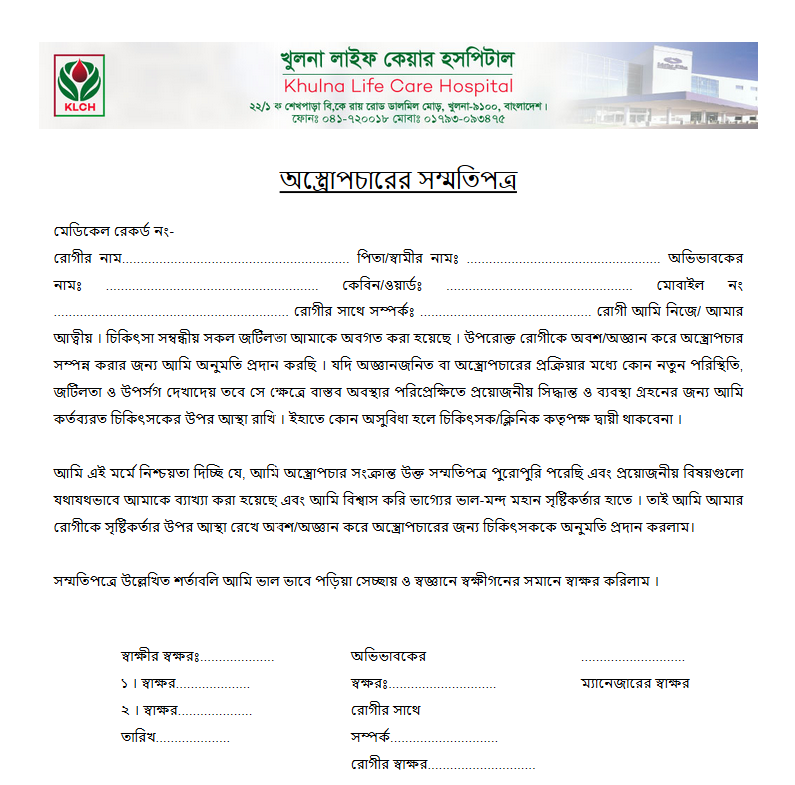 খুলনা লাইফ কেয়ার হসপিটাল
Khulna Life Care Hospital
২২/১ ক শেখপাড়া বি,কে রায় রোড ডালমিল মোড়, খুলনা-৯১০০, বাংলাদেশ।
ফোনঃ ০৪১-৭২০০১৮ মোবাঃ ০১৭৯৩-০৯৩৪৭৫
KLCH
অস্ত্রোপচারের সম্মতিপত্র
মেডিকেল রেকর্ড নং-
রোগীর নাম............................................................ পিতা/স্বামীর নামঃ .................................................... অভিভাবকের
নামঃ ......................................................... কেবিন/ওয়ার্ডঃ .................................................. মোবাইল নং
.............................................................. রোগীর সাথে সম্পর্কঃ .............................................. রোগী আমি নিজে/ আমার
আত্বীয় । চিকিৎসা সম্বন্ধীয় সকল জটিলতা আমাকে অবগত করা হয়েছে । উপরোক্ত রোগীকে অবশ/অজ্ঞান করে অস্ত্রোপচার
সম্পন্ন করার জন্য আমি অনুমতি প্রদান করছি । যদি অজ্ঞানজনিত বা অস্ত্রোপচারের প্রক্রিয়ার মধ্যে কোন নতুন পরিস্থিতি,
জটিলতা ও উপর্সগ দেখাদেয় তবে সে ক্ষেত্রে বাস্তব অবস্থার পরিপ্রেক্ষিতে প্রয়োজনীয় সিদ্ধান্ত ও ব্যবস্থা গ্রহনের জন্য আমি
কর্তব্যরত চিকিৎসকের উপর আস্থা রাখি । ইহাতে কোন অসুবিধা হলে চিকিৎসক/ক্লিনিক কতৃপক্ষ দ্বায়ী থাকবেনা ।
আমি এই মর্মে নিশ্চয়তা দিচ্ছি যে, আমি অস্ত্রোপচার সংক্রান্ত উক্ত সম্মতিপত্র পুরোপুরি পরেছি এবং প্রয়োজনীয় বিষয়গুলো
যথাযথভাবে আমাকে ব্যাখ্যা করা হয়েছে এবং আমি বিশ্বাস করি ভাগ্যের ভাল-মন্দ মহান সৃষ্টিকর্তার হাতে । তাই আমি আমার
রোগীকে সৃষ্টিকর্তার উপর আস্থা রেখে অবশ/অজ্ঞান করে অস্ত্রোপচারের জন্য চিকিৎসককে অনুমতি প্রদান করলাম।
সম্মতিপত্রে উল্লেখিত শর্তাবলি আমি ভাল ভাবে পড়িয়া সেচ্ছায় ও স্বজ্ঞানে স্বক্ষীগনের সমানে স্বাক্ষর করিলাম ।
স্বাক্ষীর স্বক্ষরঃ....................
১ । স্বাক্ষর....................
২ । স্বাক্ষর....................
তারিখ....................
অভিভাবকের
স্বক্ষরঃ.............................
রোগীর সাথে
সম্পর্ক.............................
রোগীর স্বাক্ষর.............................
............................
ম্যানেজারের স্বাক্ষর